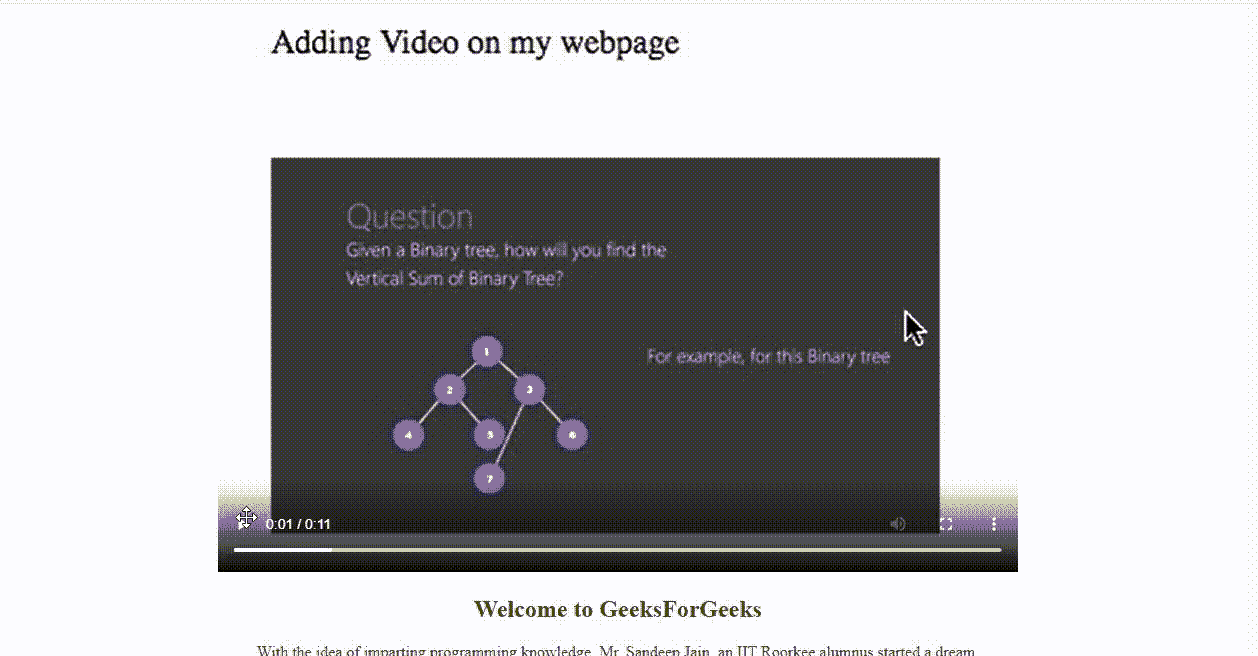 Adding Video on my webpage
Question
Given a Binary tree, how will you find the
Vertical Sum of Binary Tree?
1
2
3
For example, for this Binary tree
4
5
6
7
0:01 / 0:11
Welcome to GeeksForGeeks
With the idea of imparting programming knowledge, Mr. Sandeep Jain, an IIT Roorkee alumnus started a dream,